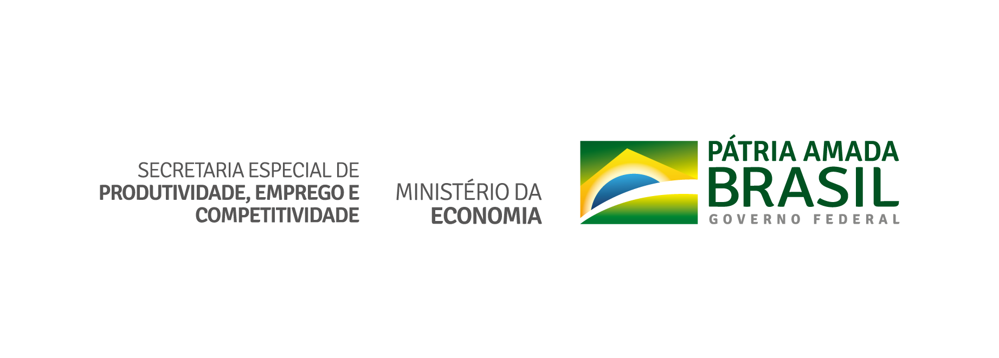 SECRETARIA ESPECIAL DE
PRODUTIVIDADE, EMPREGO E
COMPETITIVIDADE
MINISTÉRIO DA
ECONOMIA
PÁTRIA AMADA
BRASIL
GOVERNO FEDERAL